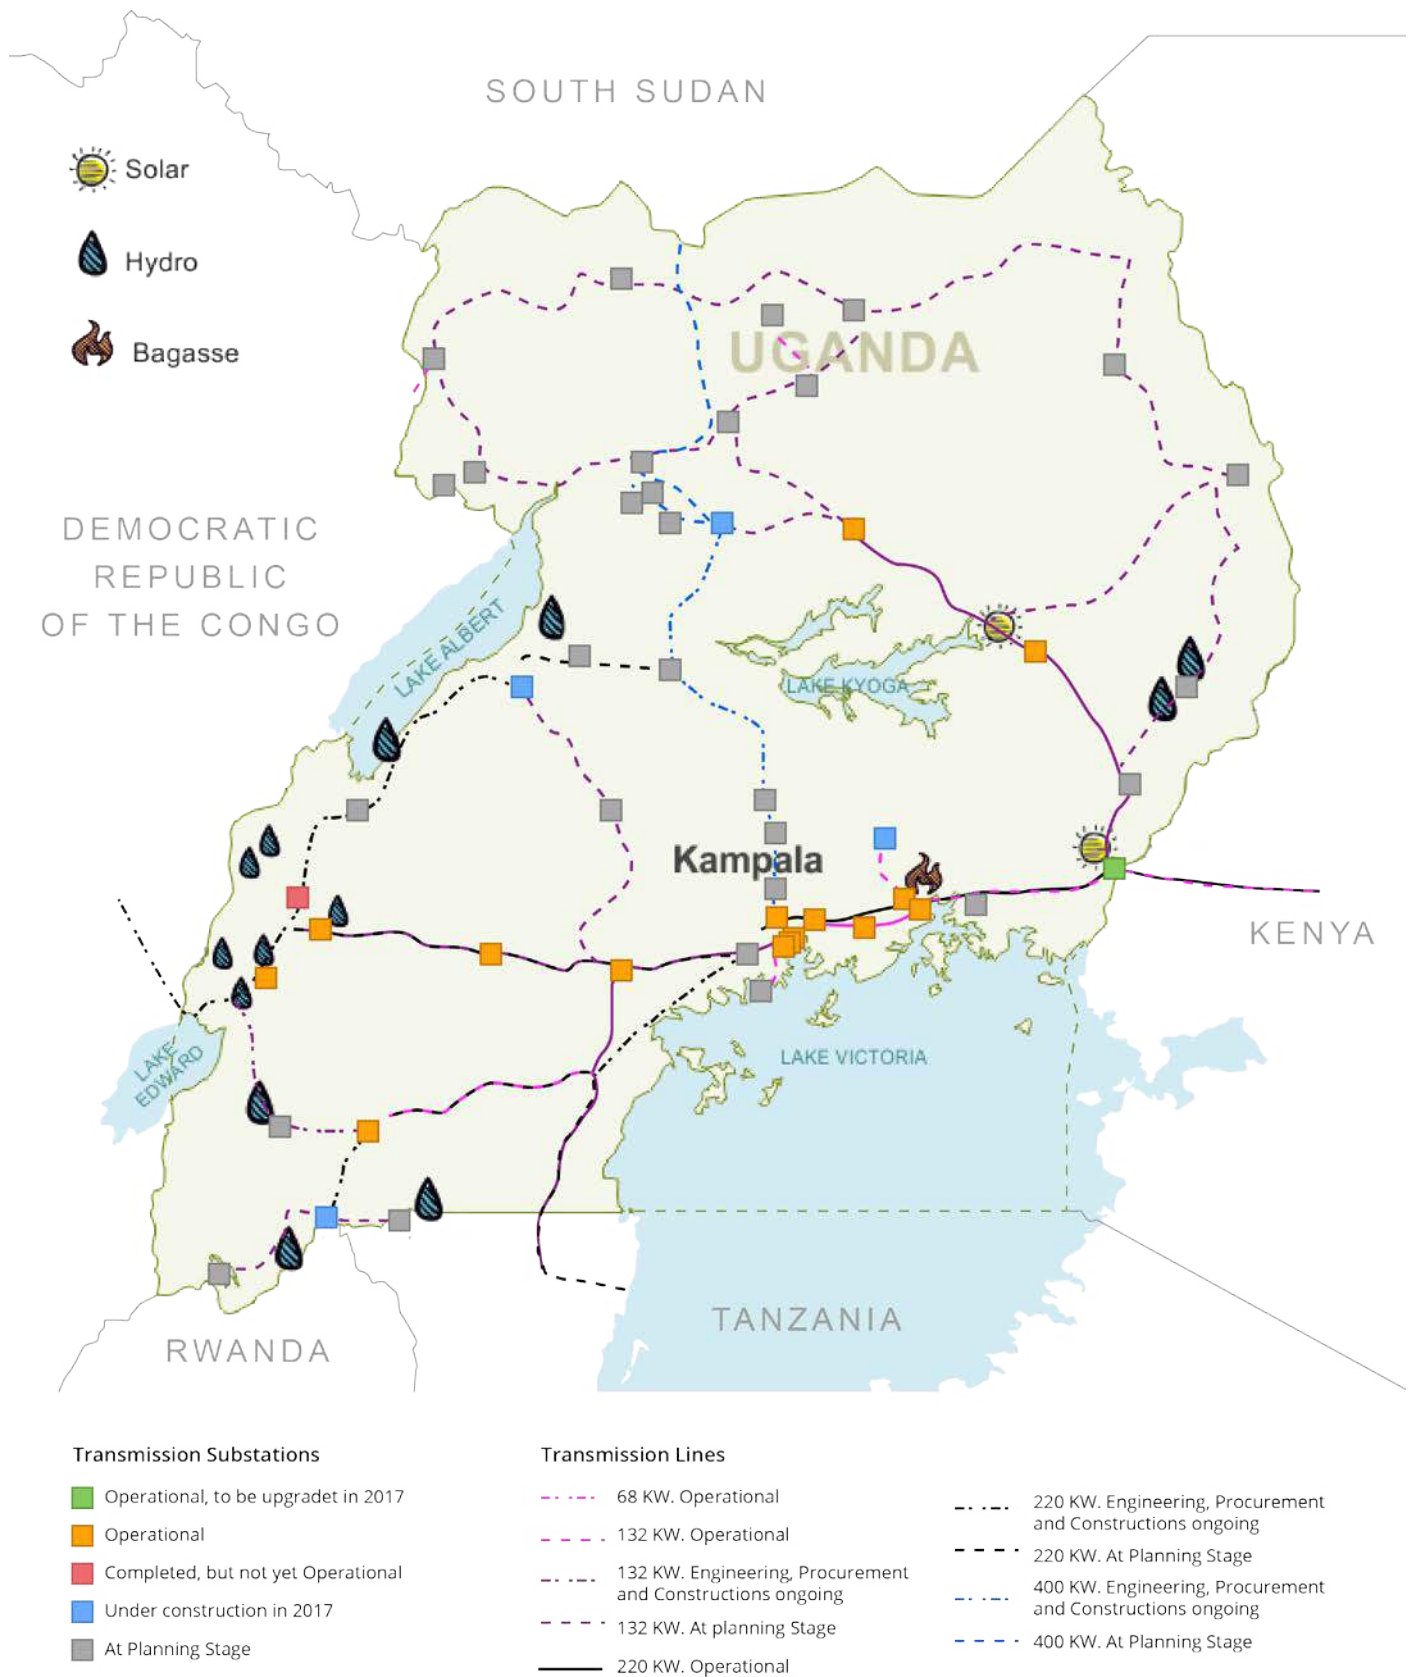 SOUTH SUDAN
Solar
Hydro
Bagasse
UGANDA
DEMOCRATIC
REPUBLIC
OF THE CONGO
LAKE ALBERT
LAKE KYOGA
Kampala
KENYA
LAKE
EDWARD
LAKE VICTORIA
TANZANIA
RWANDA
Transmission Substations
Operational, to be upgradet in 2017
Operational
Completed, but not yet Operational
Under construction in 2017
At Planning Stage
Transmission Lines
68 KW. Operational
132 KW. Operational
132 KW. Engineering, Procurement
and Constructions ongoing
132 KW. At planning Stage
220 KW. Operational
220 KW. Engineering, Procurement
and Constructions ongoing
220 KW. At Planning Stage
400 KW. Engineering, Procurement
and Constructions ongoing
400 KW. At Planning Stage